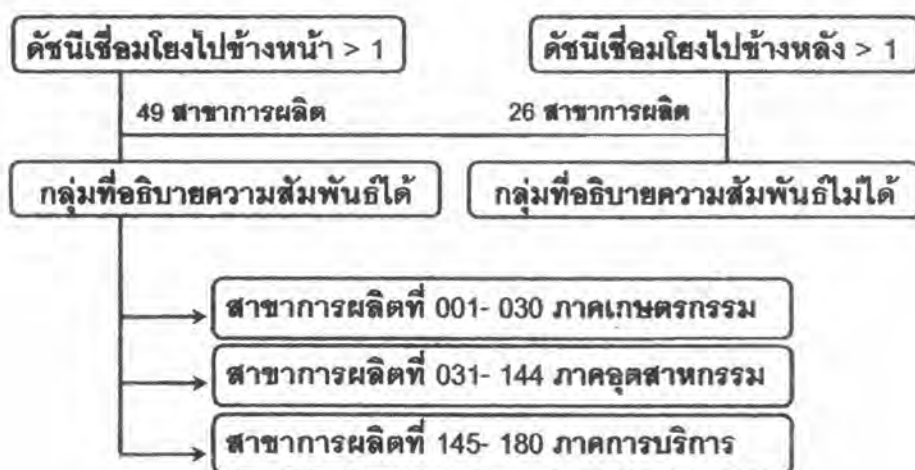 ดัชนีเชื่อมโยงไปข้างหน้า > 1
ดัชนีเชื่อมโยงไปข้างหลัง > 1
49 สาขาการผลิต
26 สาขาการผลิต
กลุ่มที่อธิบายความสัมพันธ์ได้
กลุ่มที่อธิบายความสัมพันธ์ไม่ได้
สาขาการผลิตที่ 001- 030 ภาคเกษตรกรรม
สาขาการผลิตที่ 031- 144 ภาคอุตสาหกรรม
สาขาการผลิตที่ 145- 180 ภาคการบริการ